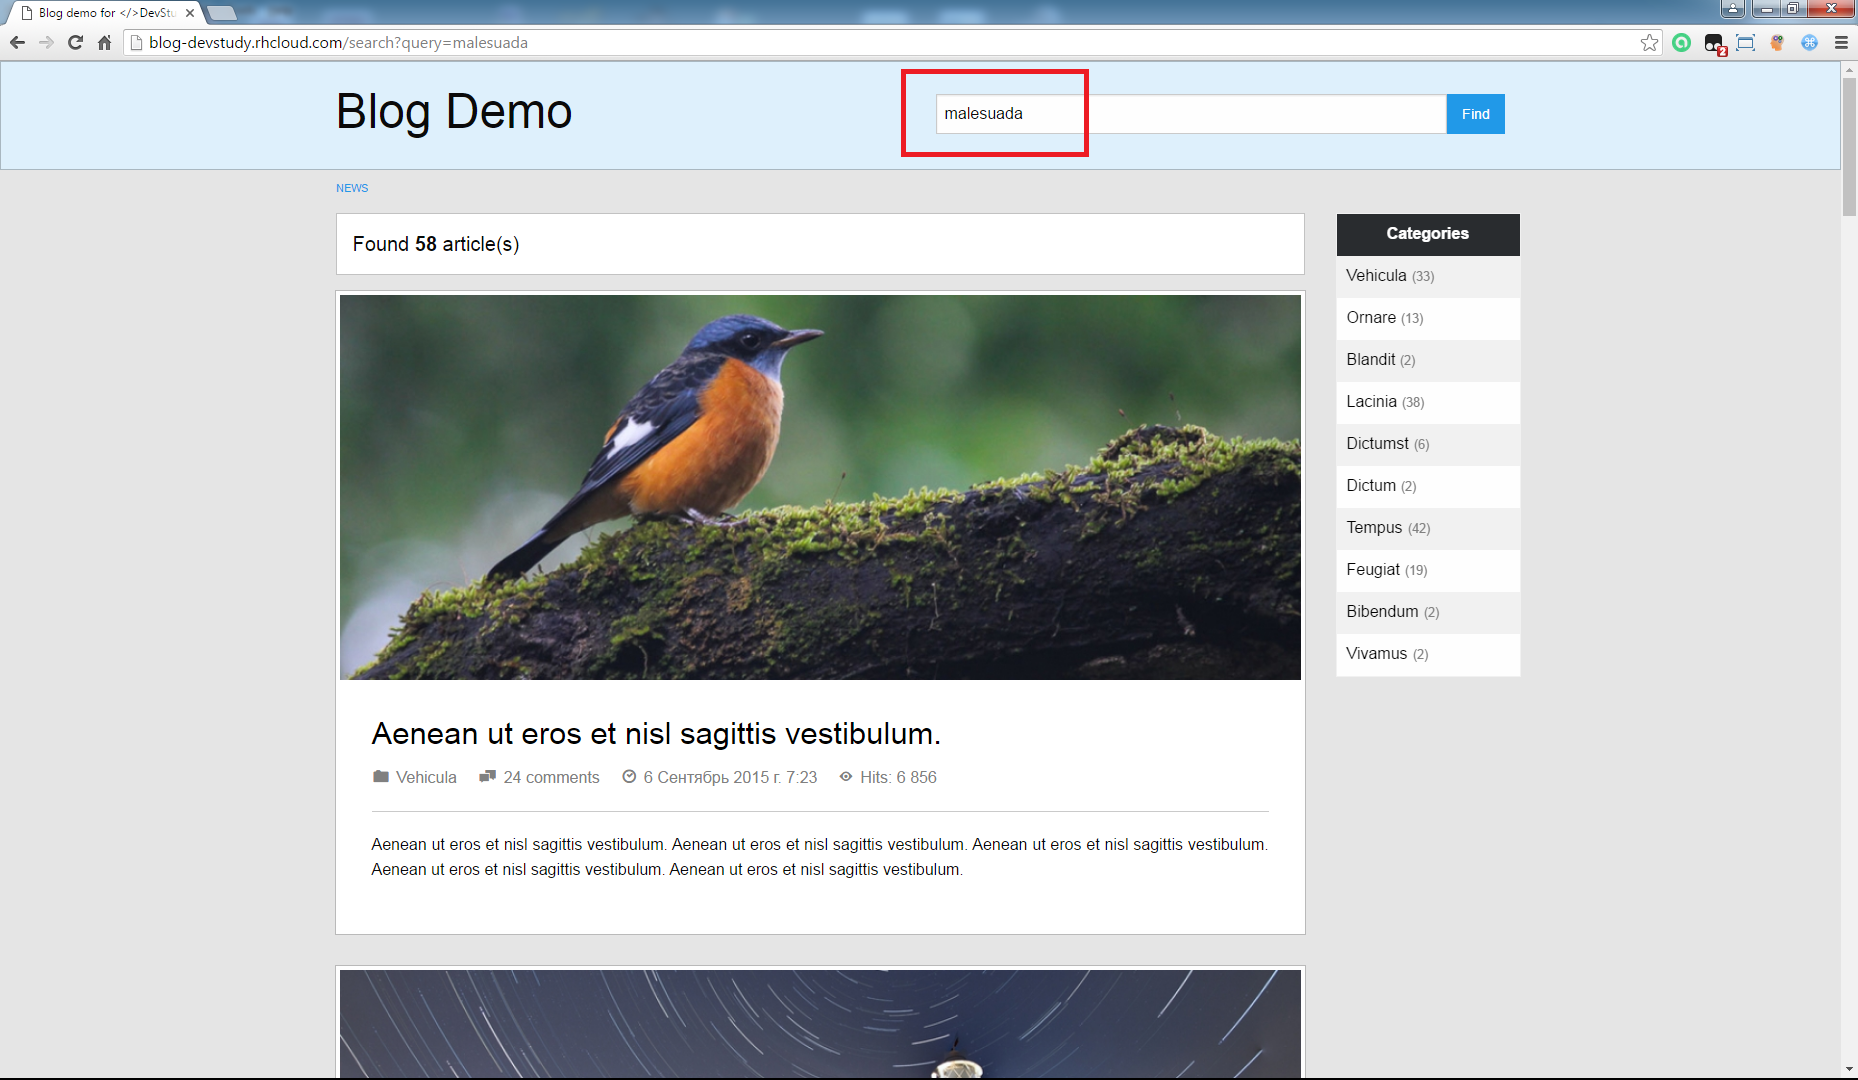 Blog demo for </>DevStu
blog-devstudy.rhcloud.com/search?query=malesuada
2
Blog Demo
malesuada
Find
NEWS
Found 58 article(s)
Categories
Vehicula (33)
Ornare (13)
Blandit (2)
Lacinia (38)
Dictumst (6)
Dictum (2)
Tempus (42)
Feugiat (19)
Bibendum (2)
Vivamus (2)
Aenean ut eros et nisl sagittis vestibulum.
Vehicula 24 comments 6 Сентябрь 2015 г. 7:23 Hits: 6 856
Aenean ut eros et nisl sagittis vestibulum. Aenean ut eros et nisl sagittis vestibulum. Aenean ut eros et nisl sagittis vestibulum.
Aenean ut eros et nisl sagittis vestibulum. Aenean ut eros et nisl sagittis vestibulum.